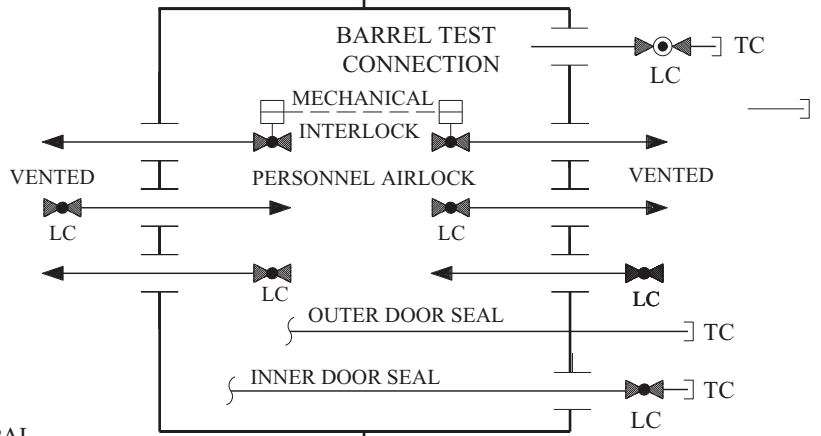 BARREL TEST
CONNECTION
TC
LC
MECHANICAL
INTERLOCK
VENTED
PERSONNEL AIRLOCK
VENTED
LC
LC
LC
LC
OUTER DOOR SEAL
TC
INNER DOOR SEAL
TC
LC